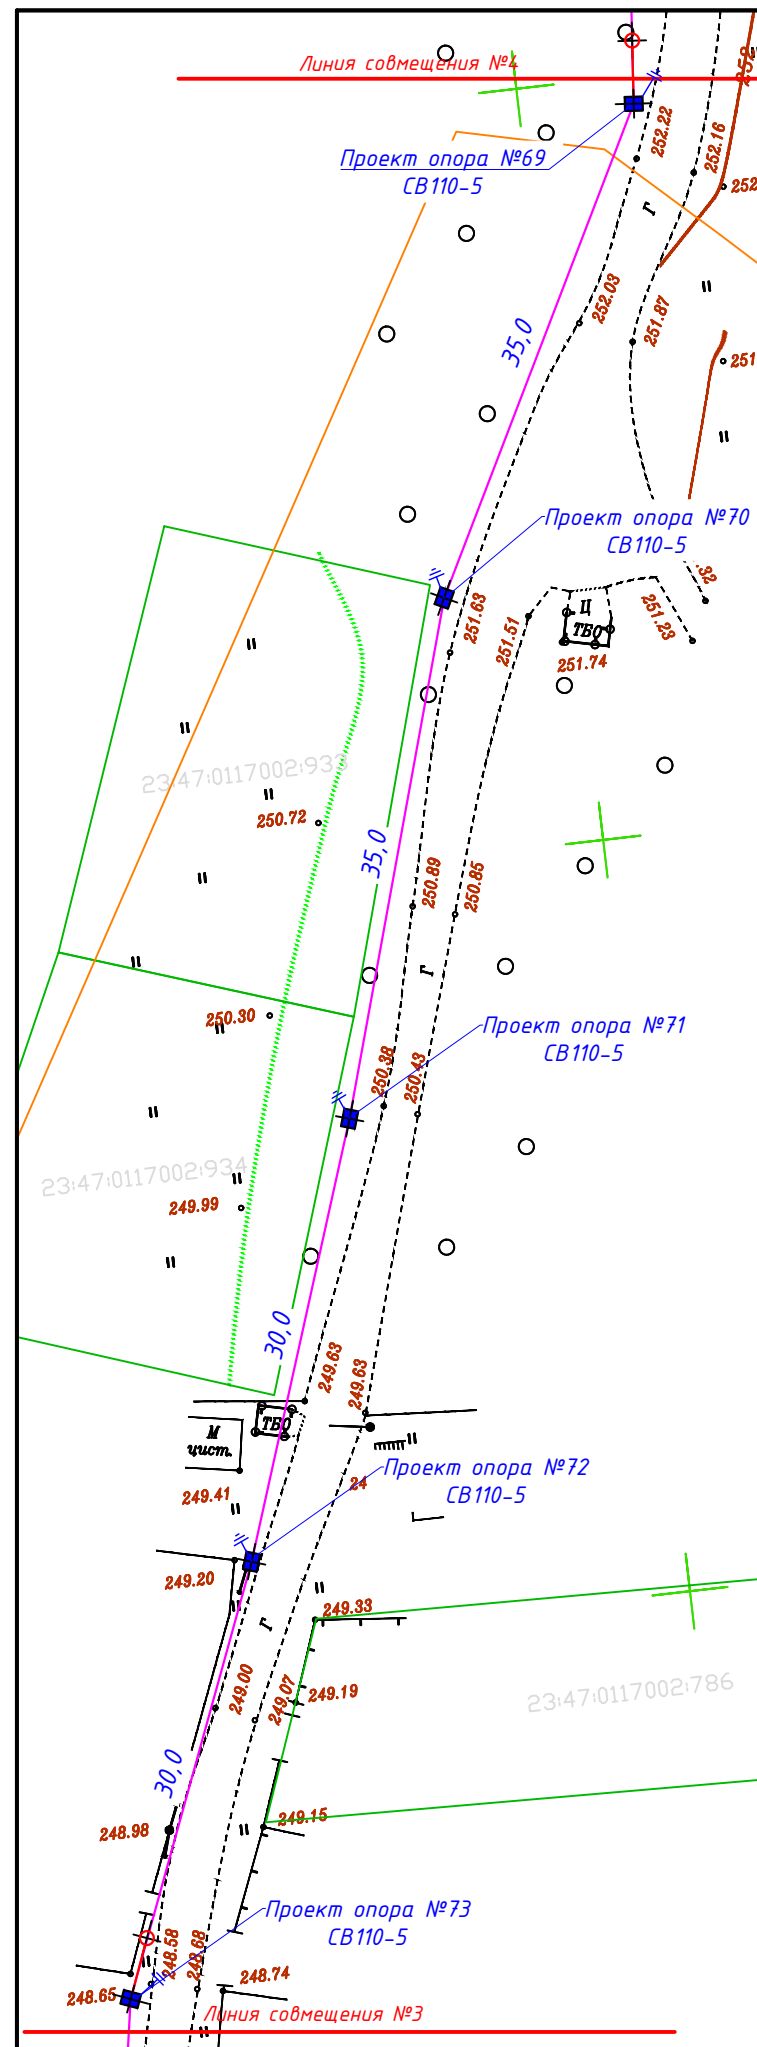 Линия совмещения №4
252
252.22
252.16
Проект опора №69
СВ110-5
252
Г
252.03
251.87
35,0
251
Проект опора №70
СВ110-5
32
Ц
ТБО
251.63
251.51
251.23
251.74
23:47:0117002:933
250.72
35,0
250.89
250.85
Г
250.30
Проект опора №71
СВ110-5
250.38
250.43
23:47:0117002:934
249.99
30,0
249.63
249.63
ТБО
М
цист.
Проект опора №72
СВ110-5
24
249.41
249.20
249.33
Г
249.00
249.07
249.19
23:47:0117002:786
30,0
248.98
249.15
Проект опора №73
СВ110-5
248.58
248.68
248.74
248.65
Линия совмещения №3